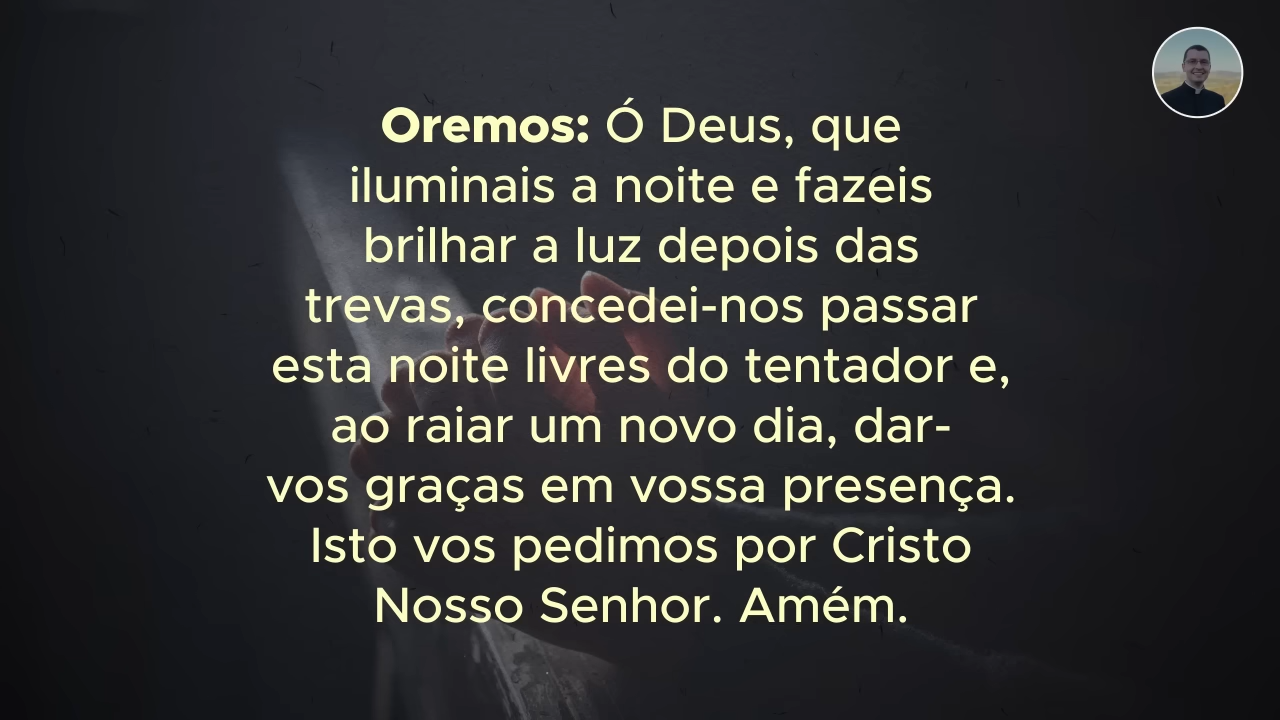 Oremos: Ó Deus, que
iluminais a noite e fazeis
brilhar a luz depois das
trevas, concedei-nos passar
esta noite livres do tentador e,
ao raiar um novo dia, dar-
vos graças em vossa presença.
Isto vos pedimos por Cristo
Nosso Senhor. Amém.